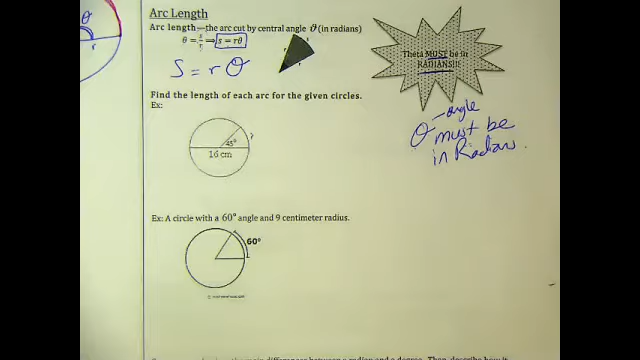 Arc Length
Arc length – the arc cut by central angle θ (in radians)
θ = s/r ⇒ s = rθ
S = r θ
θ
r
Theta MUST be in
RADIANS!!!
θ – angle
must be
in Radians.
Find the length of each arc for the given circles.
Ex:
?
45°
16 cm
Ex: A circle with a 60° angle and 9 centimeter radius.
60°